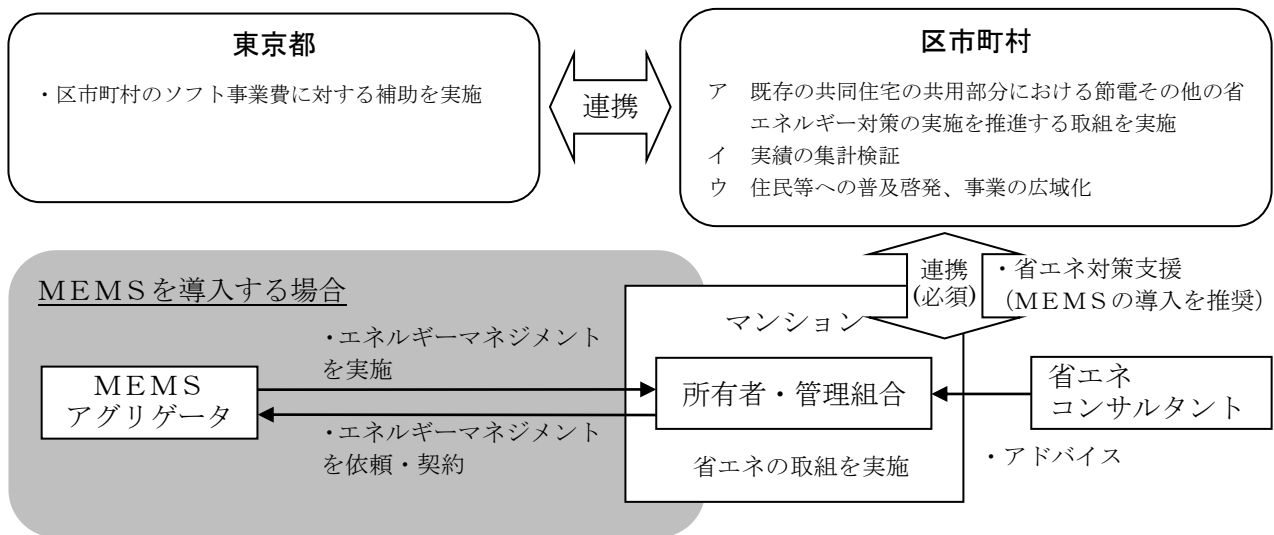 東京都
・区市町村のソフト事業費に対する補助を実施
連携
区市町村
ア 既存の共同住宅の共用部分における節電その他の省
エネルギー対策の実施を推進する取組を実施
イ 実績の集計検証
ウ 住民等への普及啓発、事業の広域化
連携
(必須)
・省エネ対策支援
（ＭＥＭＳの導入を推奨）
ＭＥＭＳを導入する場合
・エネルギーマネジメント
を実施
ＭＥＭＳ
アグリゲータ
・エネルギーマネジメント
を依頼・契約
マンション
所有者・管理組合
省エネの取組を実施
省エネ
コンサルタント
・アドバイス